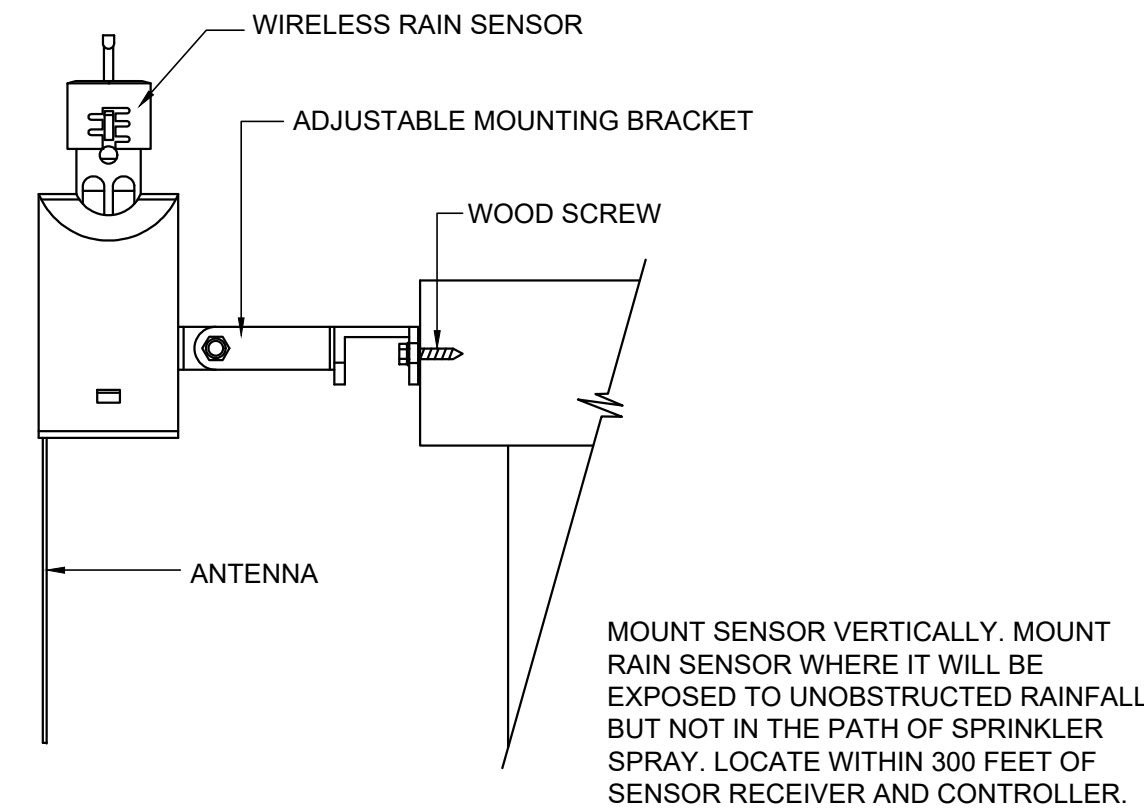 WIRELESS RAIN SENSOR
ADJUSTABLE MOUNTING BRACKET
WOOD SCREW
ANTENNA
MOUNT SENSOR VERTICALLY. MOUNT
RAIN SENSOR WHERE IT WILL BE
EXPOSED TO UNOBSTRUCTED RAINFALL
BUT NOT IN THE PATH OF SPRINKLER
SPRAY. LOCATE WITHIN 300 FEET OF
SENSOR RECEIVER AND CONTROLLER.